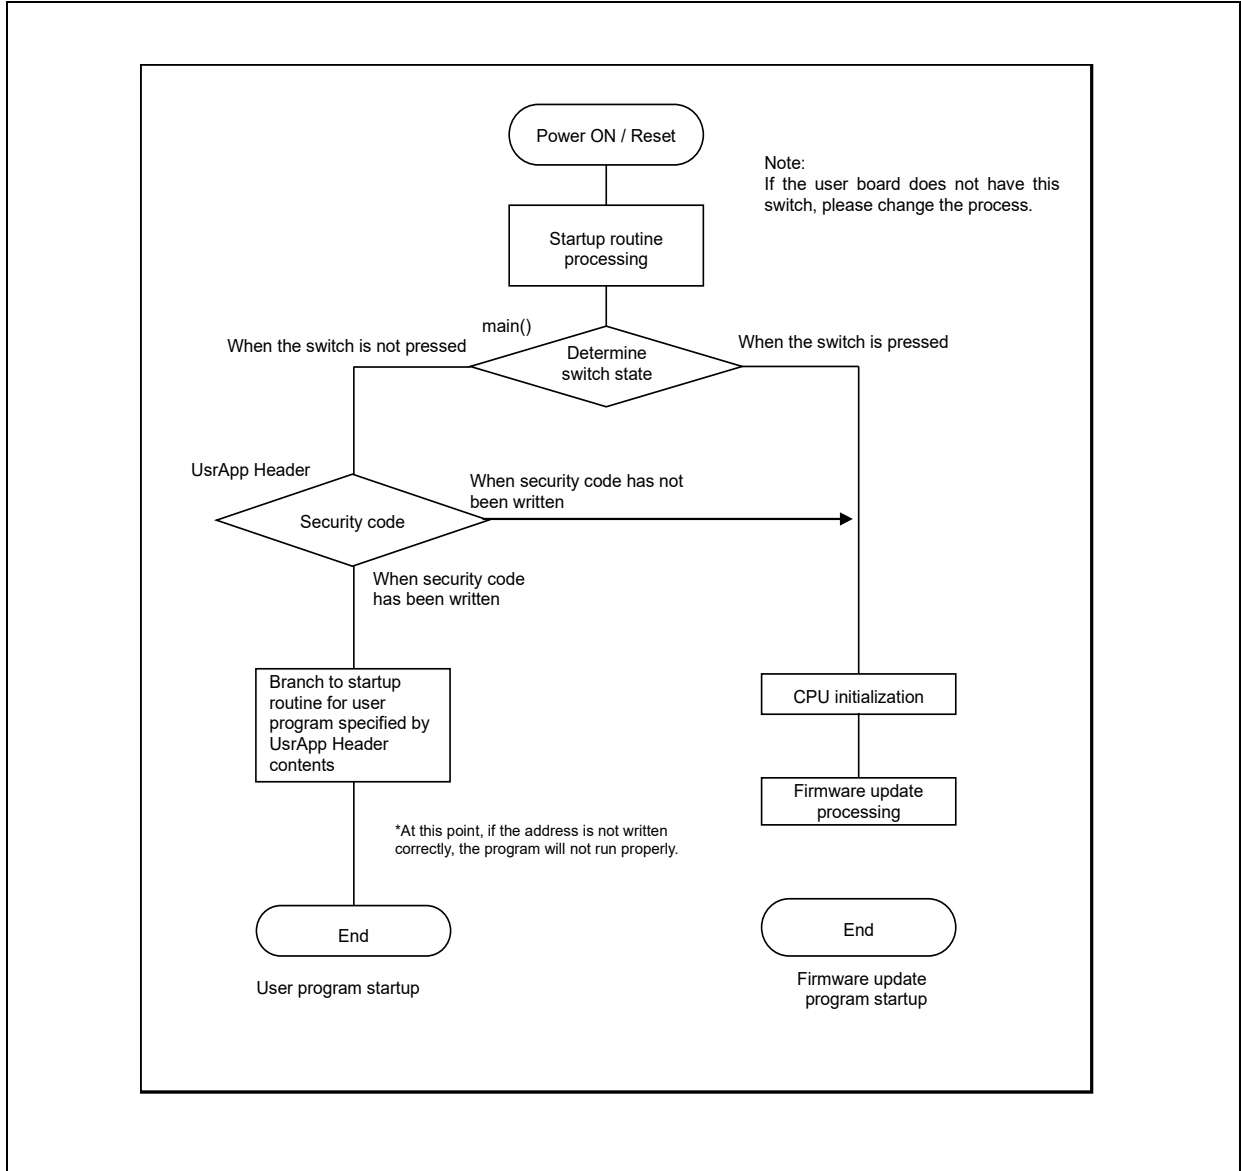 Power ON / Reset
Note:
If the user board does not have this
switch, please change the process.
Startup routine
processing
main()
When the switch is not pressed
When the switch is pressed
Determine
switch state
UsrApp Header
When security code has not
been written
Security code
When security code
has been written
Branch to startup
routine for user
program specified by
UsrApp Header
contents
CPU initialization
Firmware update
processing
*At this point, if the address is not written
correctly, the program will not run properly.
End
End
User program startup
Firmware update
program startup